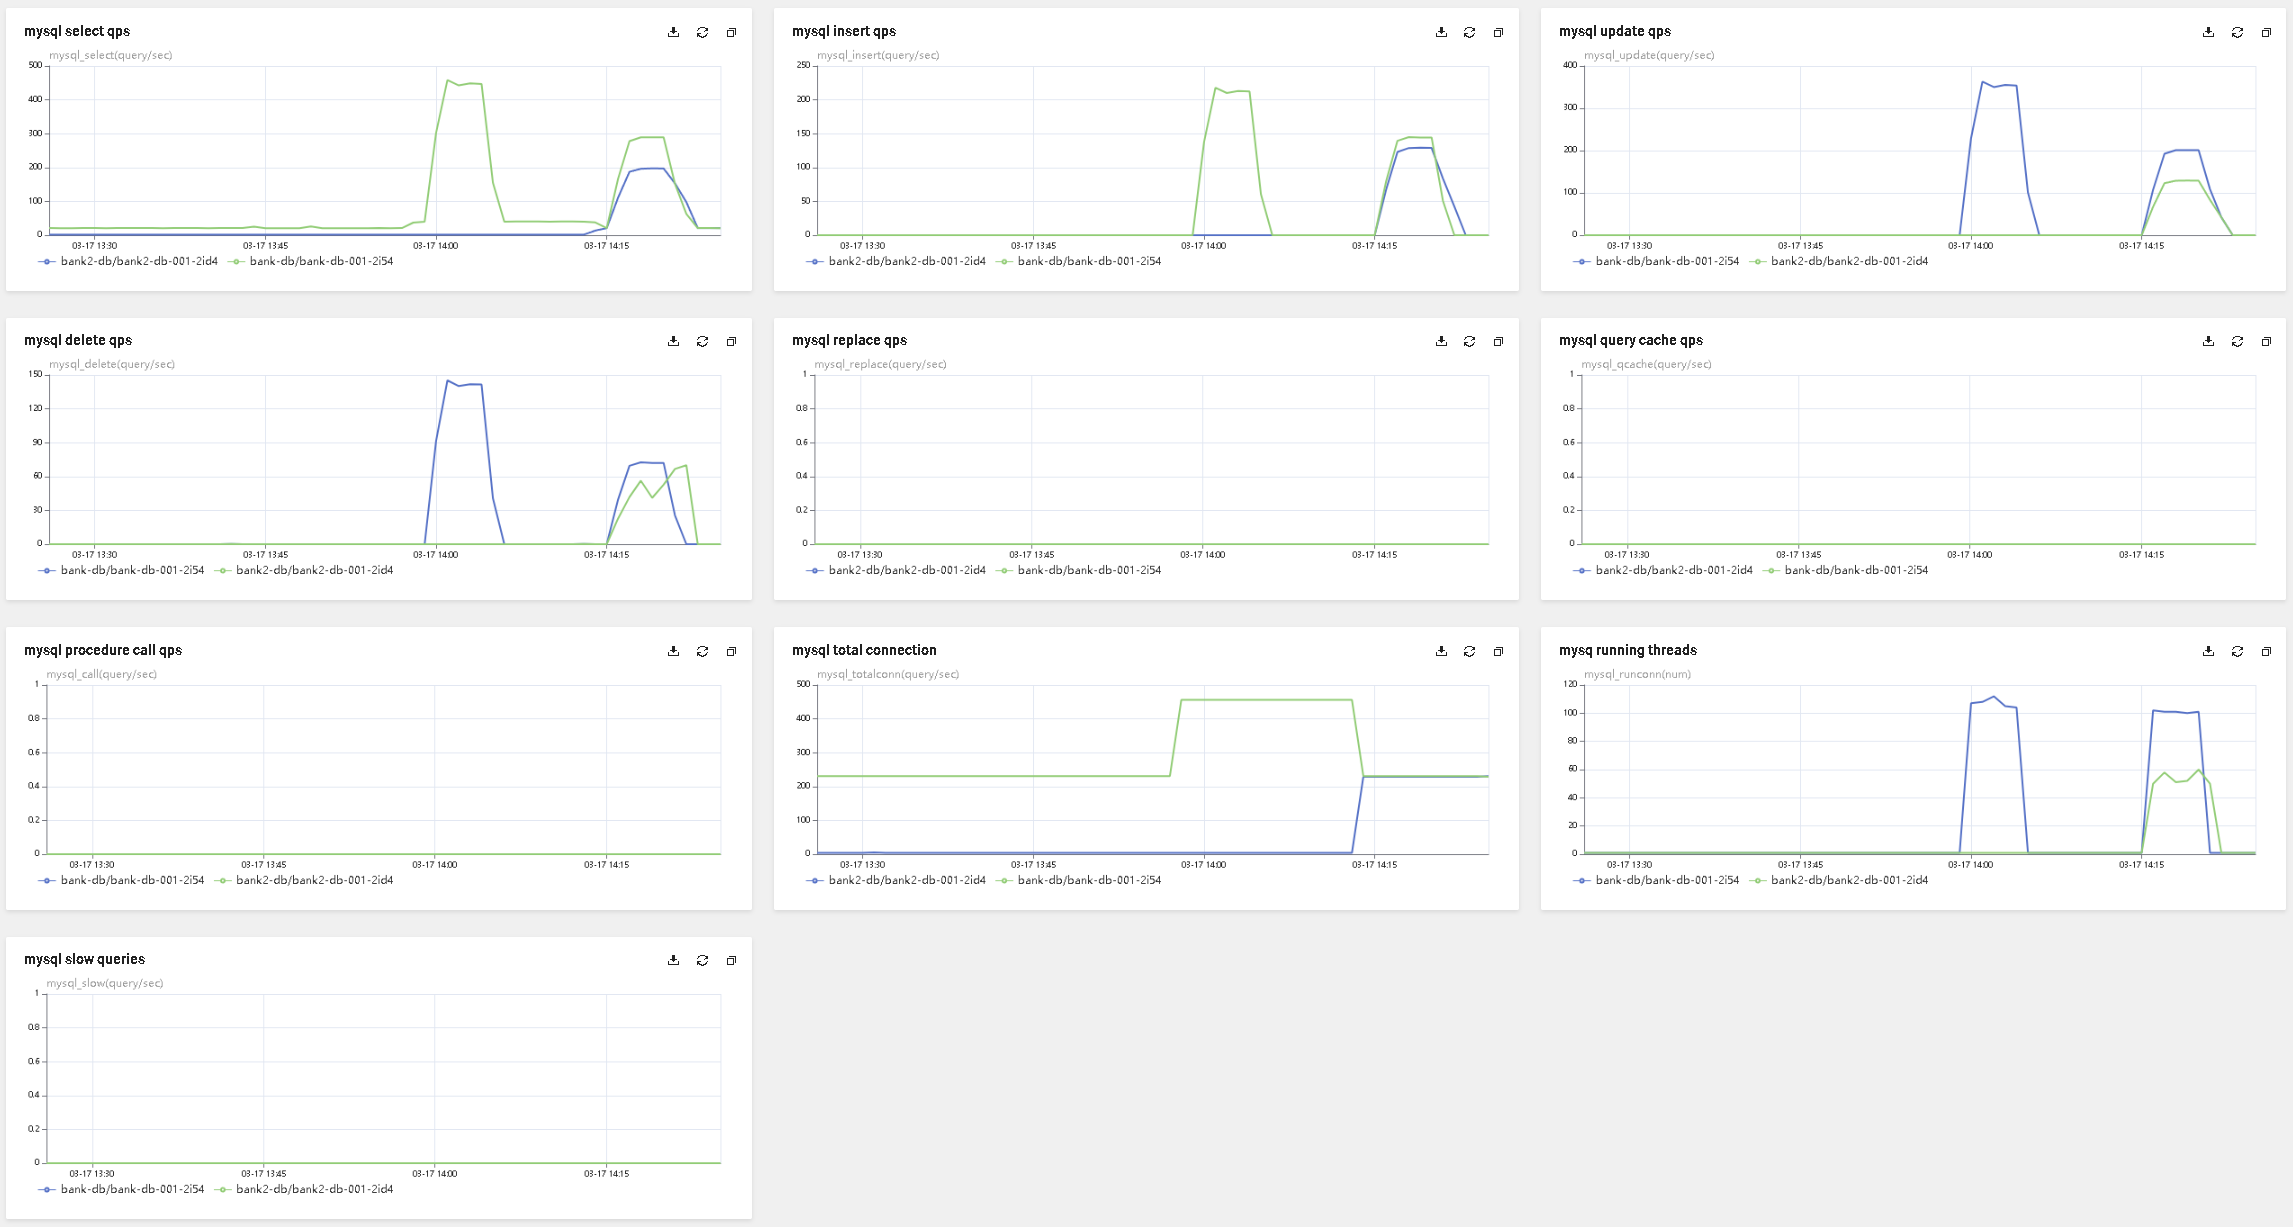 mysql select qps
mysql_select(query/sec)
500
400
300
200
100
0
03-17 13:30 03-17 13:45 03-17 14:00 03-17 14:15
bank2-db/bank2-db-001-2id4 bank-db/bank-db-001-2i54
mysql insert qps
mysql_insert(query/sec)
250
200
150
100
50
0
03-17 13:30 03-17 13:45 03-17 14:00 03-17 14:15
bank2-db/bank2-db-001-2id4 bank-db/bank-db-001-2i54
mysql update qps
mysql_update(query/sec)
400
300
200
100
0
03-17 13:30 03-17 13:45 03-17 14:00 03-17 14:15
bank-db/bank-db-001-2i54 bank2-db/bank2-db-001-2id4
mysql delete qps
mysql_delete(query/sec)
150
120
90
60
30
0
03-17 13:30 03-17 13:45 03-17 14:00 03-17 14:15
bank-db/bank-db-001-2i54 bank2-db/bank2-db-001-2id4
mysql replace qps
mysql_replace(query/sec)
1
0.8
0.6
0.4
0.2
0
03-17 13:30 03-17 13:45 03-17 14:00 03-17 14:15
bank2-db/bank2-db-001-2id4 bank-db/bank-db-001-2i54
mysql query cache qps
mysql_qcache(query/sec)
1
0.8
0.6
0.4
0.2
0
03-17 13:30 03-17 13:45 03-17 14:00 03-17 14:15
bank2-db/bank2-db-001-2id4 bank-db/bank-db-001-2i54
mysql procedure call qps
mysql_call(query/sec)
1
0.8
0.6
0.4
0.2
0
03-17 13:30 03-17 13:45 03-17 14:00 03-17 14:15
bank-db/bank-db-001-2i54 bank2-db/bank2-db-001-2id4
mysql total connection
mysql_totalconn(query/sec)
500
400
300
200
100
0
03-17 13:30 03-17 13:45 03-17 14:00 03-17 14:15
bank2-db/bank2-db-001-2id4 bank-db/bank-db-001-2i54
mysq running threads
mysql_runconn(num)
120
100
80
60
40
20
0
03-17 13:30 03-17 13:45 03-17 14:00 03-17 14:15
bank-db/bank-db-001-2i54 bank2-db/bank2-db-001-2id4
mysql slow queries
mysql_slow(query/sec)
1
0.8
0.6
0.4
0.2
0
03-17 13:30 03-17 13:45 03-17 14:00 03-17 14:15
bank-db/bank-db-001-2i54 bank2-db/bank2-db-001-2id4